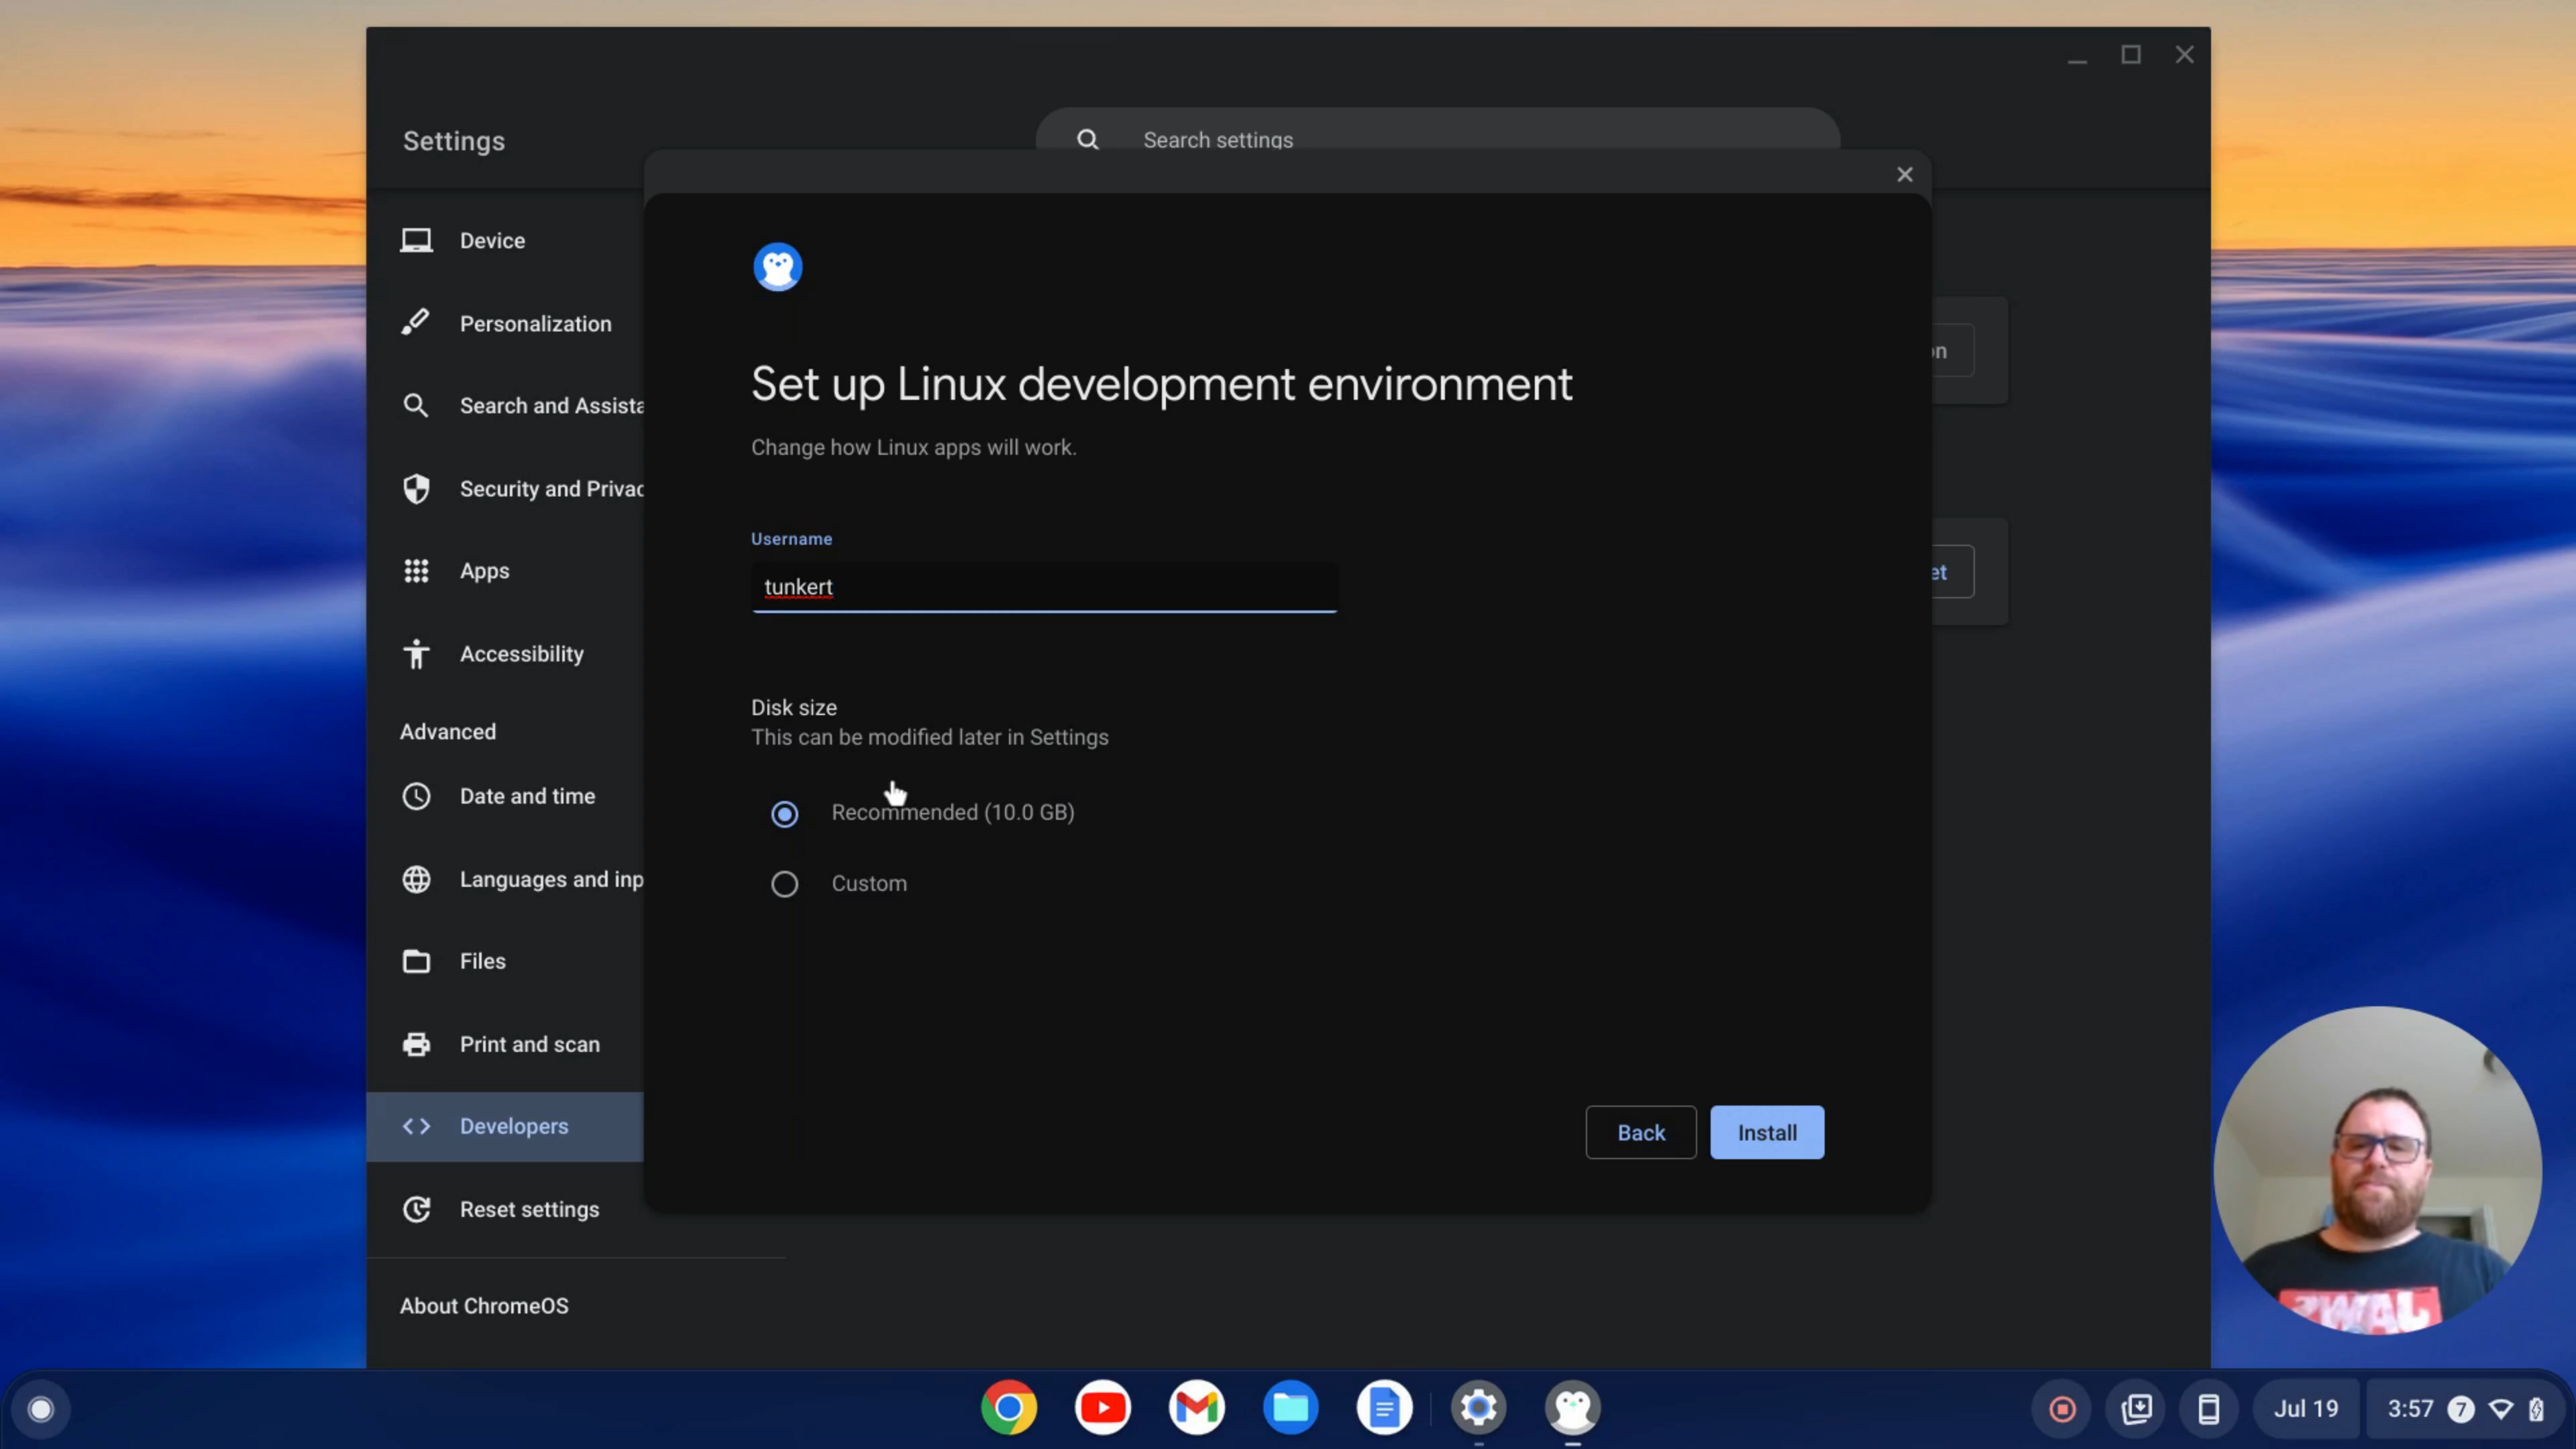 Settings
Search settings
Device
Personalization
Search and Assista
Security and Privac
Apps
Accessibility
Advanced
Date and time
Languages and inp
Files
Print and scan
Developers
Reset settings
About ChromeOS
Set up Linux development environment
Change how Linux apps will work.
Username
tunkert
Disk size
This can be modified later in Settings
Recommended (10.0 GB)
Custom
Back
Install
on
et
Jul 19
3:57
7